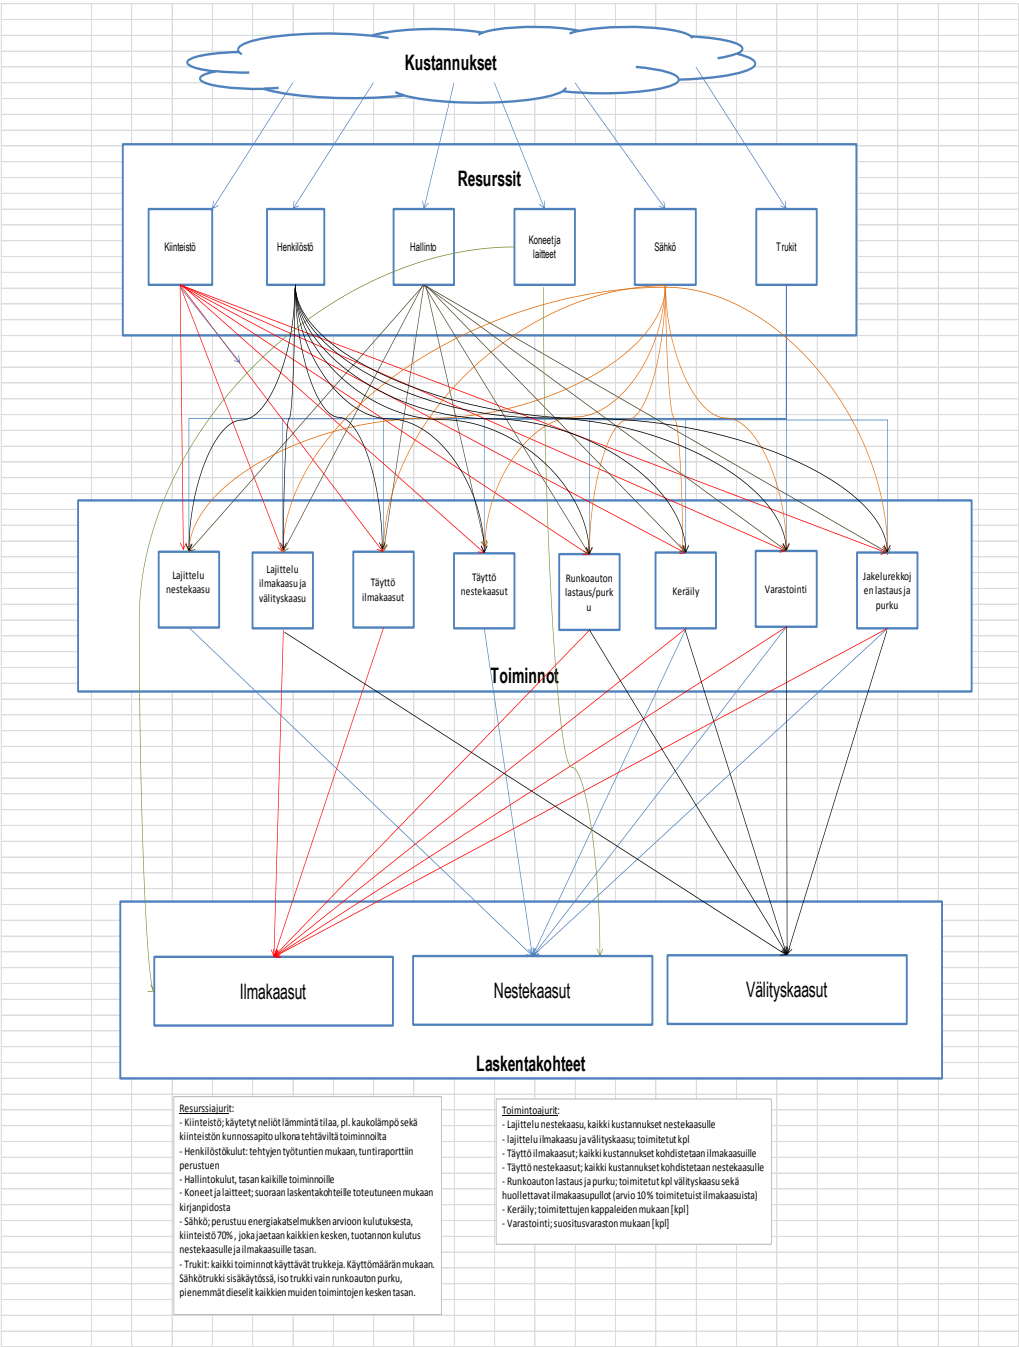 Kustannukset
Resurssit
Kiinteistö
Henkilöstö
Hallinto
Koneet ja
laitteet
Sähkö
Trukit
Lajittelu
nestekaasu
Lajittelu
ilmakaasu ja
välityskaasu
Täyttö
ilmakaasut
Täyttö
nestekaasut
Runkoauton
lastaus/purk
u
Keräily
Varastointi
Jakelurekkoj
en lastaus ja
purku
Toiminnot
Ilmakaasut
Nestekaasut
Välityskaasut
Laskentakohteet
Resurssiajurit:
- Kiinteistö; käytetyt neliöt lämmintä tilaa, pl. kaukolämpö sekä
kiinteistön kunnossapito ulkona tehtäviltä toiminnoilta
- Henkilöstökulut: tehtyjen työtuntien mukaan, tuntiraporttiin
perustuen
- Hallintokulut, tasan kaikille toiminnoille
- Koneet ja laitteet; suoraan laskentakohteille toteutuneen mukaan
kirjanpidosta
- Sähkö; perustuu energiakatselmuksen arvioon kulutuksesta,
kiinteistö 70% , joka jaetaan kaikkien kesken, tuotannon kulutus
nestekaasulle ja ilmakaasuille tasan.
- Trukit: kaikki toiminnot käyttävät trukkeja. Käyttömäärän mukaan.
Sähkötrukki sisäkäytössä, iso trukki vain runkoauton purku,
pienemmät dieselit kaikkien muiden toimintojen kesken tasan.
Toimintoajurit:
- Lajittelu nestekaasu, kaikki kustannukset nestekaasulle
- lajittelu ilmakaasu ja välityskaasu; toimitetut kpl
- Täyttö ilmakaasut; kaikki kustannukset kohdistetaan ilmakaasuille
- Täyttö nestekaasut; kaikki kustannukset kohdistetaan nestekaasulle
- Runkoauton lastaus ja purku; toimitetut kpl välityskaasu sekä
huollettavat ilmakaasupullot (arvio 10 % toimitetuist ilmakaasuista)
- Keräily; toimitettujen kappaleiden mukaan [kpl]
- Varastointi; suositusvaraston mukaan [kpl]